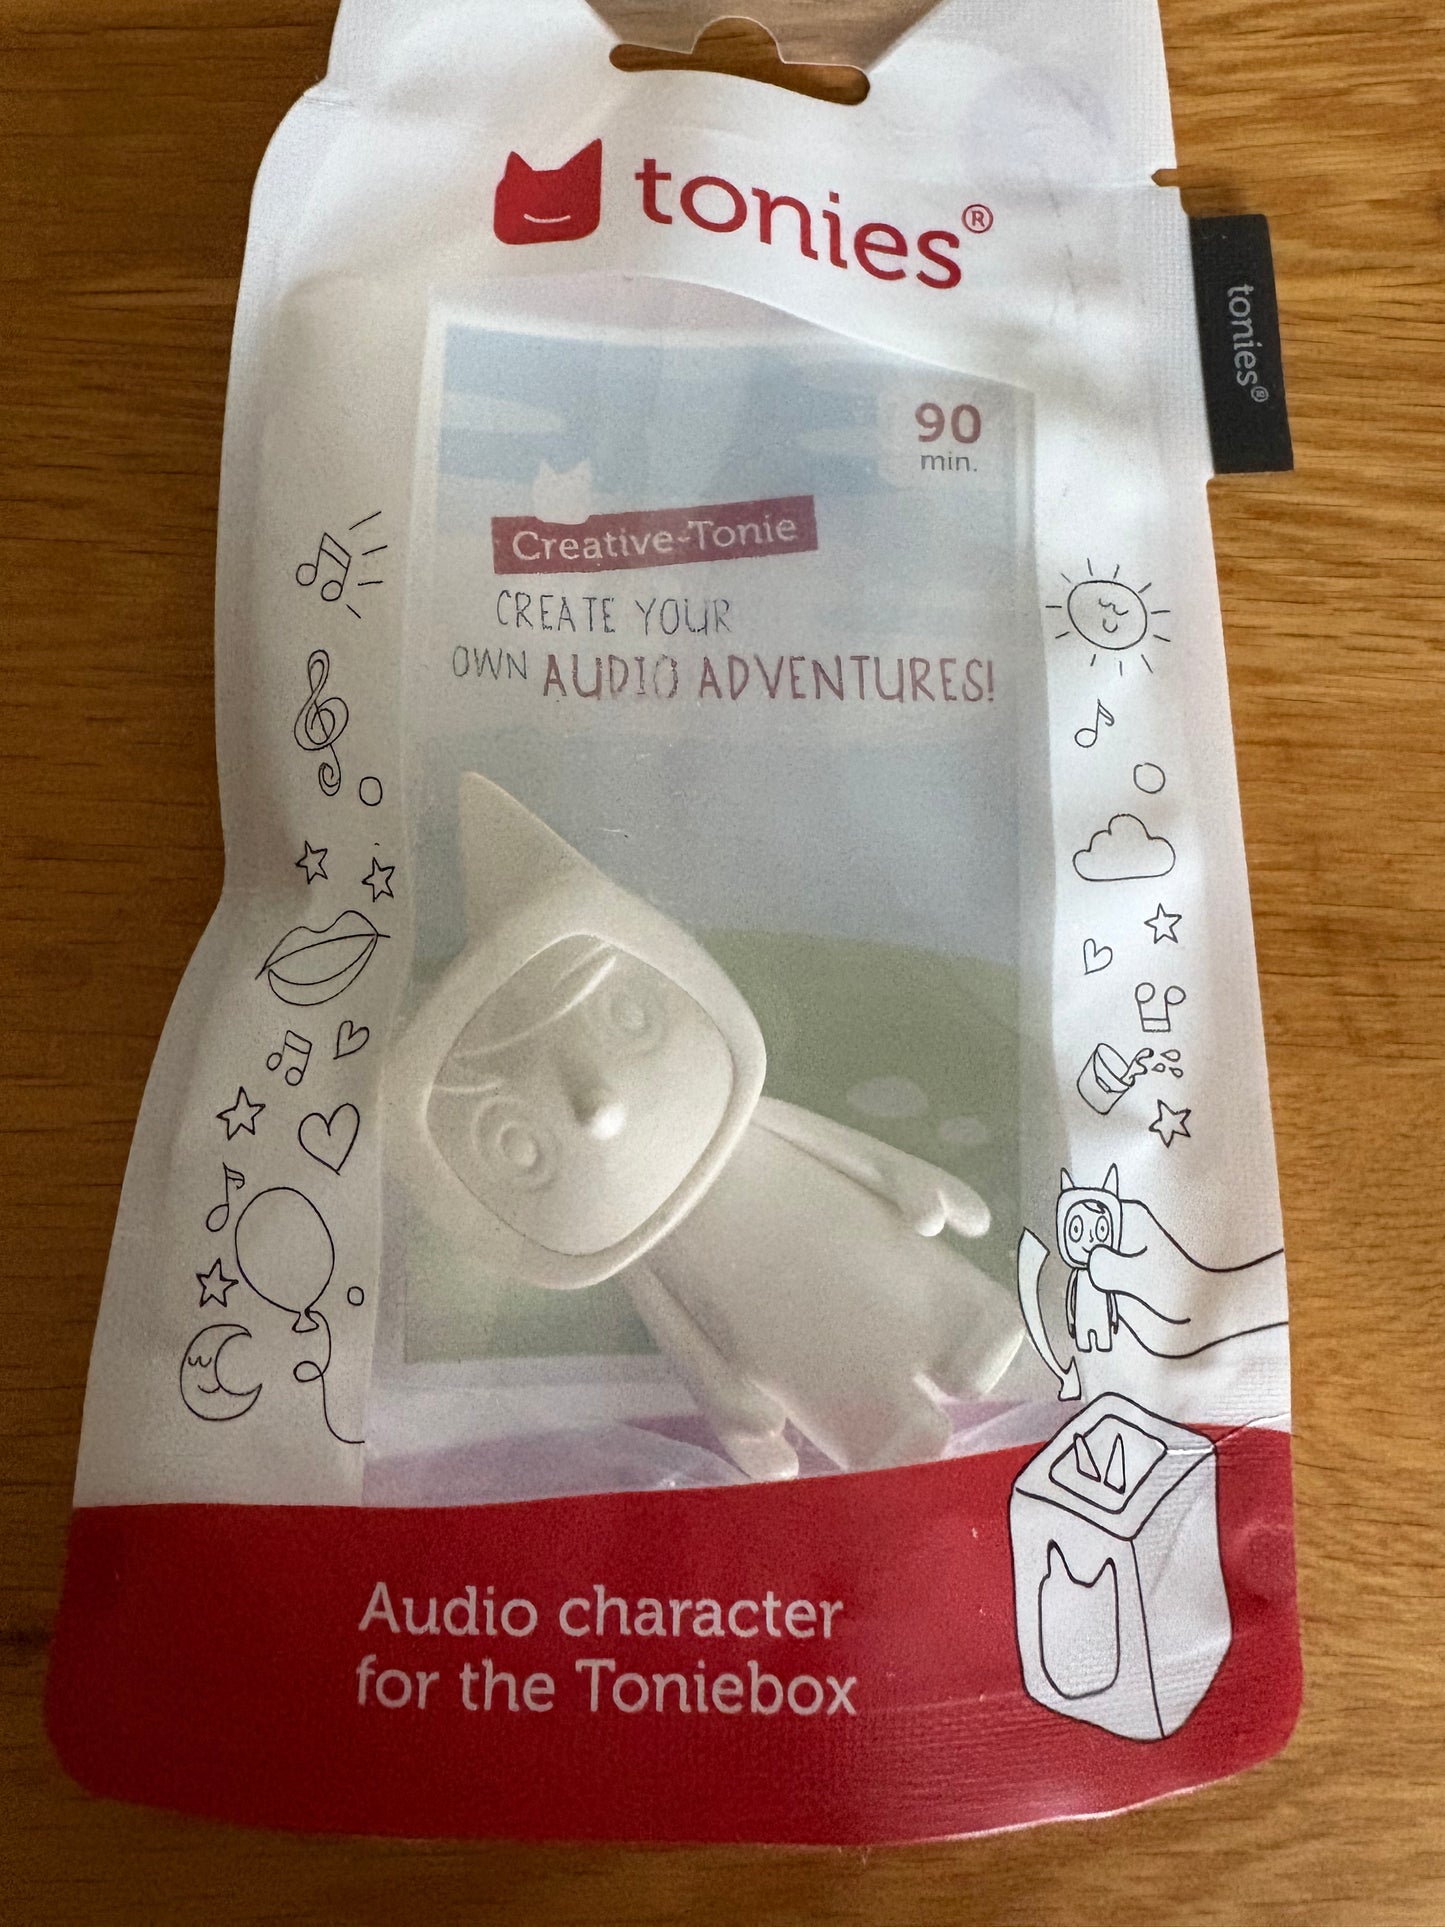 tonies®
tonies®
90
min.
Creative-Tonie
CREATE YOUR
OWN AUDIO ADVENTURES!
Audio character
for the Toniebox